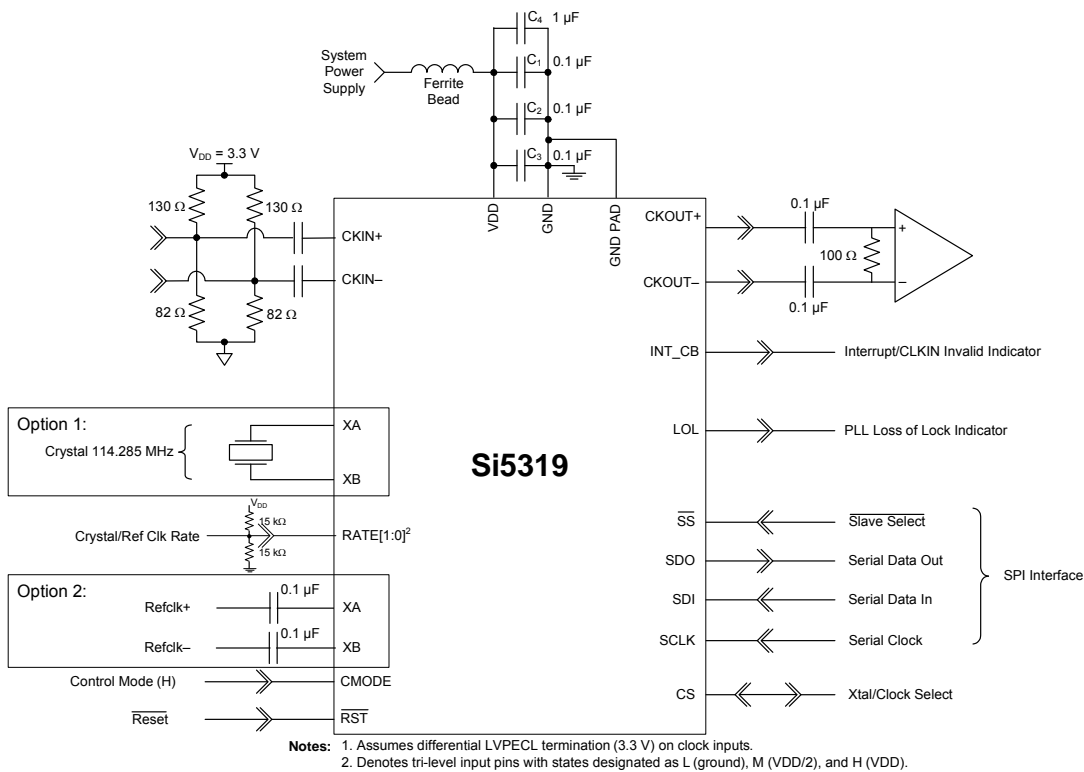 C4 1 µF
System
Power
Supply
Ferrite
Bead
C1 0.1 µF
C2 0.1 µF
C3 0.1 µF
VDD = 3.3 V
130 Ω
130 Ω
82 Ω
82 Ω
CKIN+
CKIN–
VDD
GND
GND PAD
CKOUT+
CKOUT–
0.1 µF
100 Ω
+
–
0.1 µF
INT_CB
Interrupt/CLKIN Invalid Indicator
Option 1:
Crystal 114.285 MHz
XA
XB
LOL
PLL Loss of Lock Indicator
Si5319
VDD
15 kΩ
15 kΩ
Crystal/Ref Clk Rate
RATE[1:0]²
Option 2:
Refclk+
0.1 µF
XA
Refclk–
0.1 µF
XB
Control Mode (H)
CMODE
Reset
RST
SS
Slave Select
SDO
Serial Data Out
SDI
Serial Data In
SCLK
Serial Clock
SPI Interface
CS
Xtal/Clock Select
Notes: 1. Assumes differential LVPECL termination (3.3 V) on clock inputs.
2. Denotes tri-level input pins with states designated as L (ground), M (VDD/2), and H (VDD).